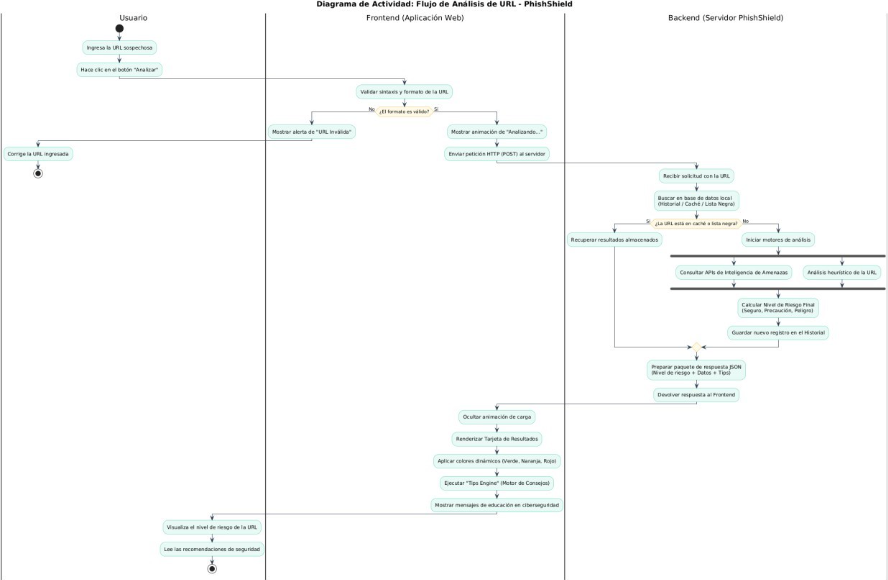 Diagrama de Actividad: Flujo de Análisis de URL - PhishShield
Usuario
Frontend (Aplicación Web)
Backend (Servidor PhishShield)
Ingresa la URL sospechosa
Hace clic en el botón "Analizar"
Validar sintaxis y formato de la URL
No
¿El formato es válido?
Sí
Mostrar alerta de "URL Inválida"
Mostrar animación de "Analizando..."
Corrige la URL ingresada
Enviar petición HTTP (POST) al servidor
Recibir solicitud con la URL
Buscar en base de datos local
(Historial / Caché / Lista Negra)
Sí
¿La URL está en caché o lista negra?
No
Recuperar resultados almacenados
Iniciar motores de análisis
Consultar APIs de Inteligencia de Amenazas
Análisis heurístico de la URL
Calcular Nivel de Riesgo Final
(Seguro, Precaución, Peligro)
Guardar nuevo registro en el Historial
Preparar paquete de respuesta JSON
(Nivel de riesgo + Datos + Tips)
Devolver respuesta al Frontend
Ocultar animación de carga
Renderizar Tarjeta de Resultados
Aplicar colores dinámicos (Verde, Naranja, Rojo)
Ejecutar "Tips Engine" (Motor de Consejos)
Mostrar mensajes de educación en ciberseguridad
Visualiza el nivel de riesgo de la URL
Lee las recomendaciones de seguridad